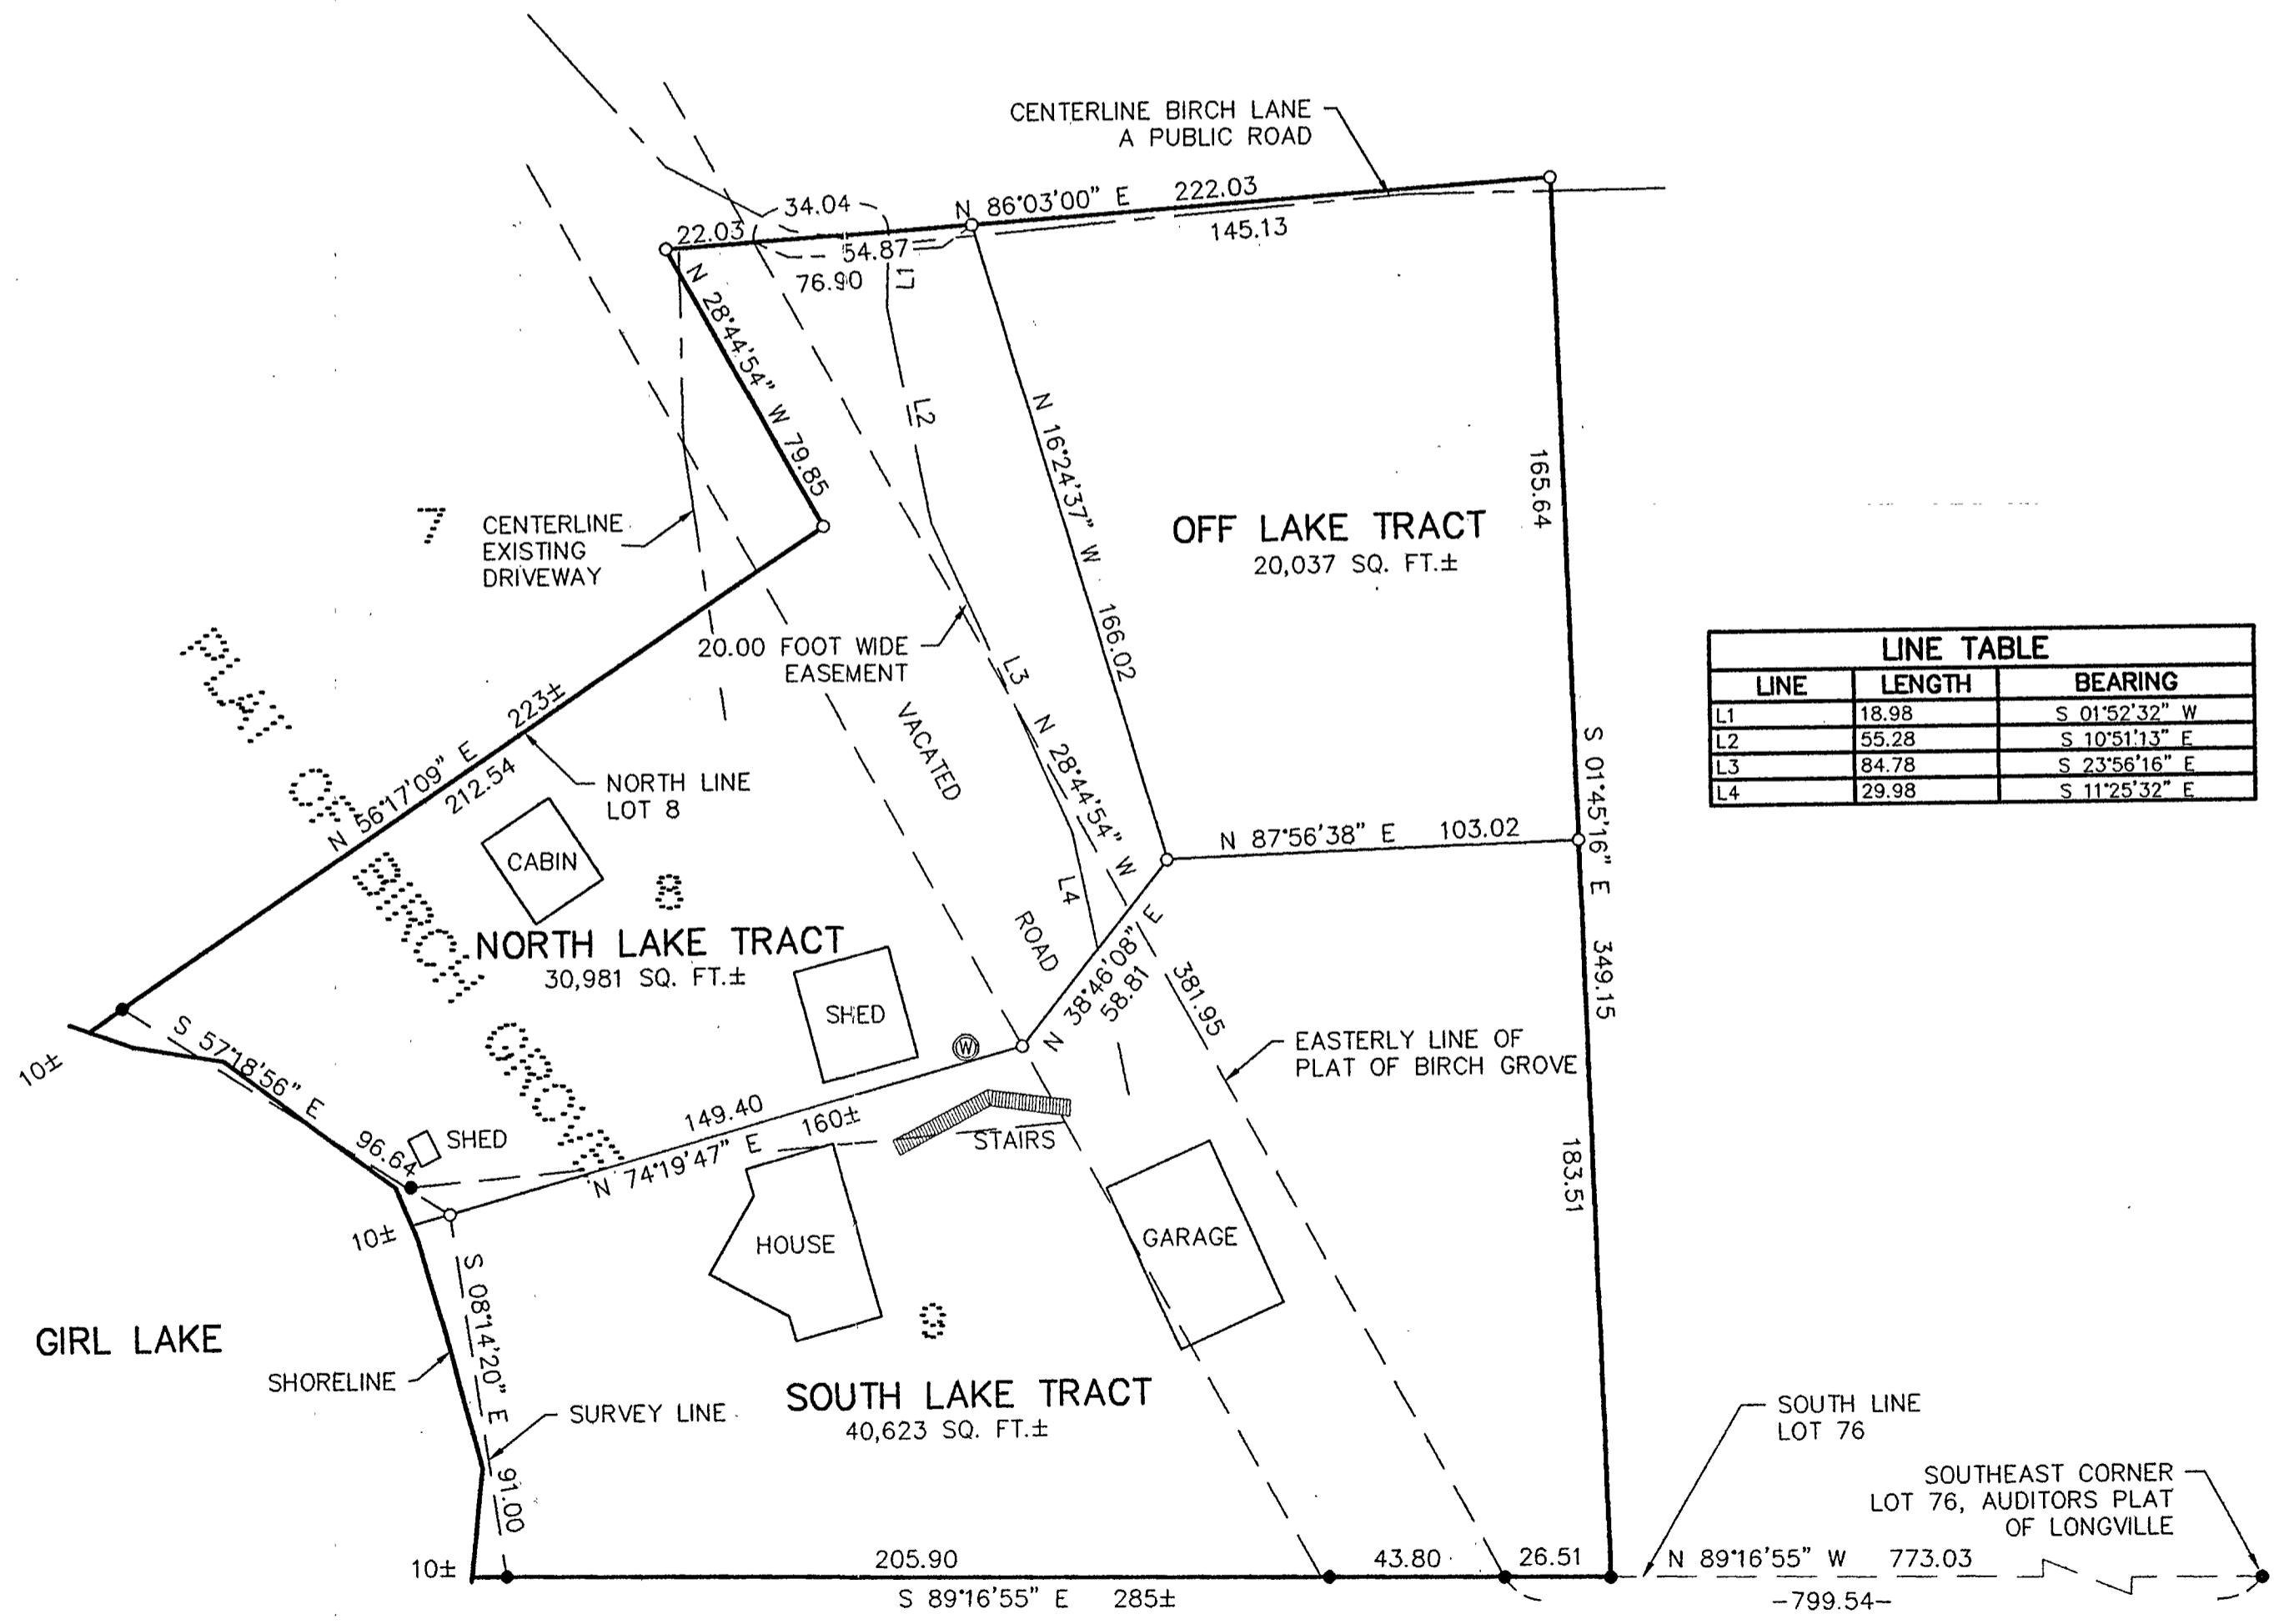 CENTERLINE BIRCH LANE
A PUBLIC ROAD
34.04
N 86°03'00" E 222.03
22.03
54.87
145.13
76.90
L1
N 28°44'54" W 79.85
L2
N 16°24'37" W 166.02
165.64
7
CENTERLINE
EXISTING
DRIVEWAY
OFF LAKE TRACT
20,037 SQ. FT.±
20.00 FOOT WIDE
EASEMENT
L3
LINE TABLE
LINE LENGTH BEARING
L1 18.98 S 01°52'32" W
L2 55.28 S 10°51'13" E
L3 84.78 S 23°56'16" E
L4 29.98 S 11°25'32" E
PLAT OF BIRCH GROVE
223±
N 56°17'09" E
212.54
NORTH LINE
LOT 8
VACATED
ROAD
N 28°44'54" W
381.95
S 01°45'16" E 349.15
N 87°56'38" E 103.02
CABIN
8
L4
NORTH LAKE TRACT
30,981 SQ. FT.±
SHED
W
N 38°46'08" E
58.81
EASTERLY LINE OF
PLAT OF BIRCH GROVE
10±
S 57°18'56" E
96.64
SHED
149.40
160±
N 74°19'47" E
STAIRS
183.51
10±
HOUSE
GARAGE
S 08°14'20" E
91.00
9
GIRL LAKE
SHORELINE
SURVEY LINE
SOUTH LAKE TRACT
40,623 SQ. FT.±
SOUTH LINE
LOT 76
SOUTHEAST CORNER
LOT 76, AUDITORS PLAT
OF LONGVILLE
10±
205.90
43.80
26.51
N 89°16'55" W 773.03
S 89°16'55" E 285±
-799.54-